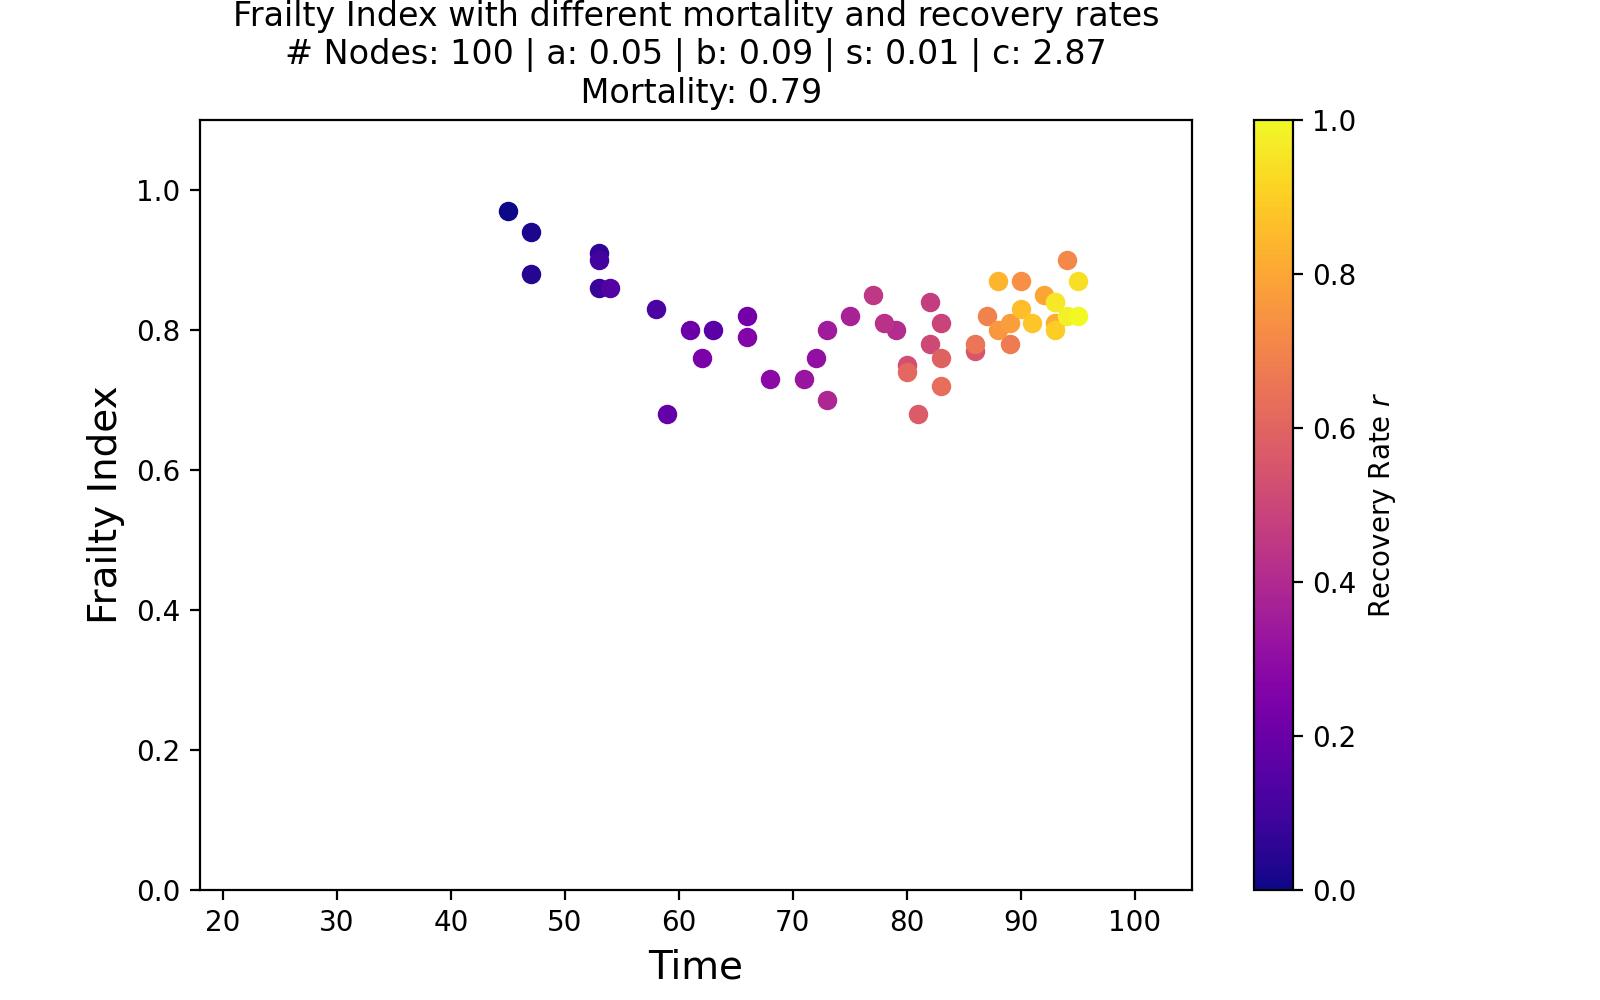 Frailty Index with different mortality and recovery rates
# Nodes: 100 | a: 0.05 | b: 0.09 | s: 0.01 | c: 2.87
Mortality: 0.79
Frailty Index
1.0
0.8
0.6
0.4
0.2
0.0
20 30 40 50 60 70 80 90 100
Time
1.0
0.8
0.6
0.4
0.2
0.0
Recovery Rate r